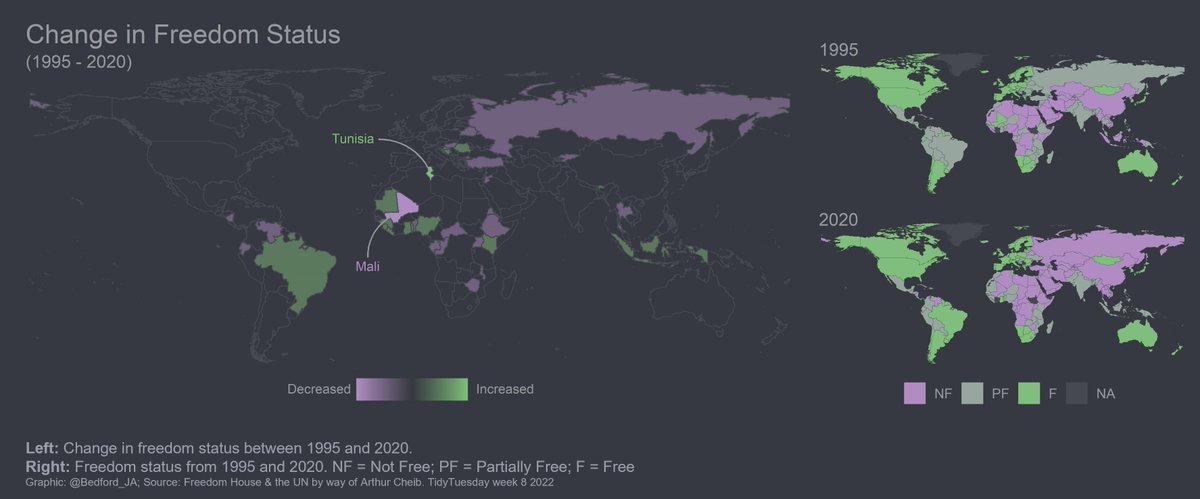 Change in Freedom Status
(1995 - 2020)
Tunisia
Mali
Decreased Increased
1995
2020
NF PF F NA
Left: Change in freedom status between 1995 and 2020.
Right: Freedom status from 1995 and 2020. NF = Not Free; PF = Partially Free; F = Free
Graphic: @Bedford_JA; Source: Freedom House & the UN by way of Arthur Cheib. TidyTuesday week 8 2022